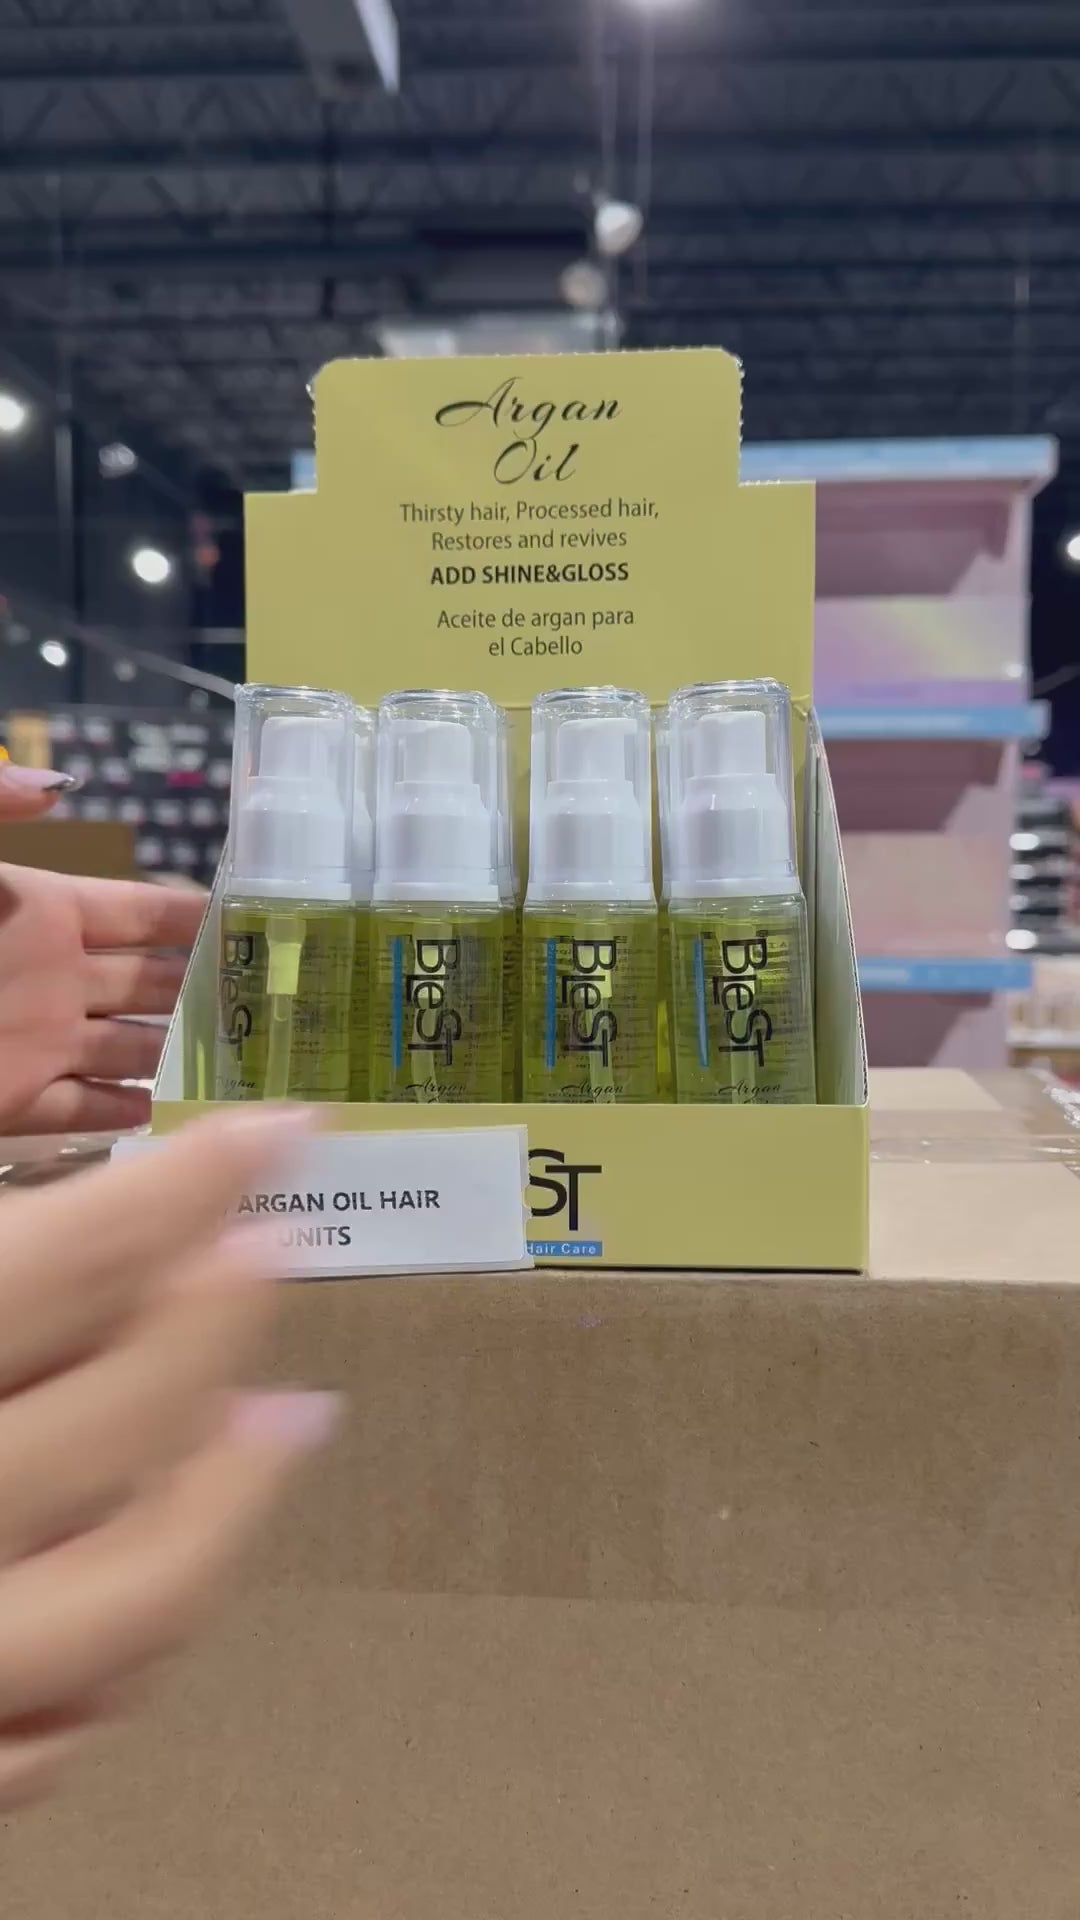 Argan
Oil
Thirsty hair, Processed hair,
Restores and revives
ADD SHINE&GLOSS
Aceite de argan para
el Cabello
BLeST
BLeST
BLeST
BLeST
Argan
Argan
Argan
ARGAN OIL HAIR
UNITS
ST
Hair Care